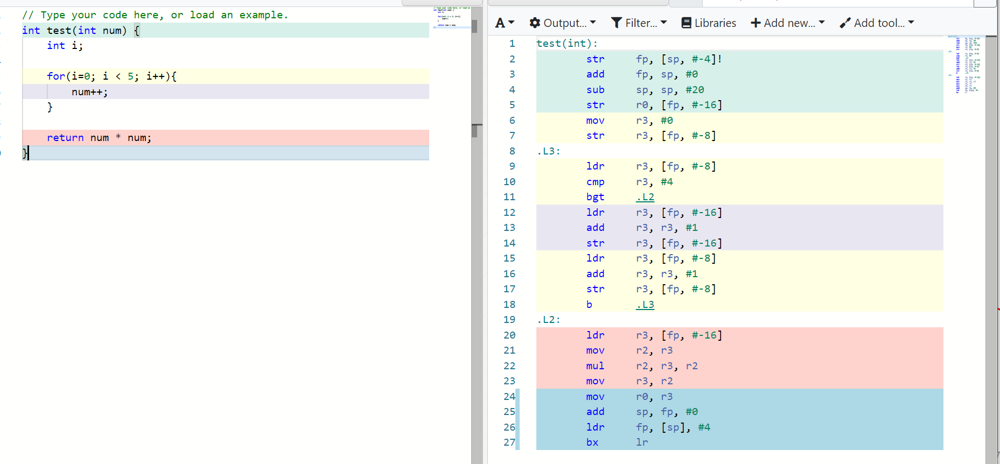 // Type your code here, or load an example.
int test(int num) {
    int i;
    for(i=0; i < 5; i++){
        num++;
    }
    return num * num;
}
A Output... Filter... Libraries Add new... Add tool...
1 test(int):
2 str fp, [sp, #-4]!
3 add fp, sp, #0
4 sub sp, sp, #20
5 str r0, [fp, #-16]
6 mov r3, #0
7 str r3, [fp, #-8]
8 .L3:
9 ldr r3, [fp, #-8]
10 cmp r3, #4
11 bgt .L2
12 ldr r3, [fp, #-16]
13 add r3, r3, #1
14 str r3, [fp, #-16]
15 ldr r3, [fp, #-8]
16 add r3, r3, #1
17 str r3, [fp, #-8]
18 b .L3
19 .L2:
20 ldr r3, [fp, #-16]
21 mov r2, r3
22 mul r2, r3, r2
23 mov r3, r2
24 mov r0, r3
25 add sp, fp, #0
26 ldr fp, [sp], #4
27 bx lr